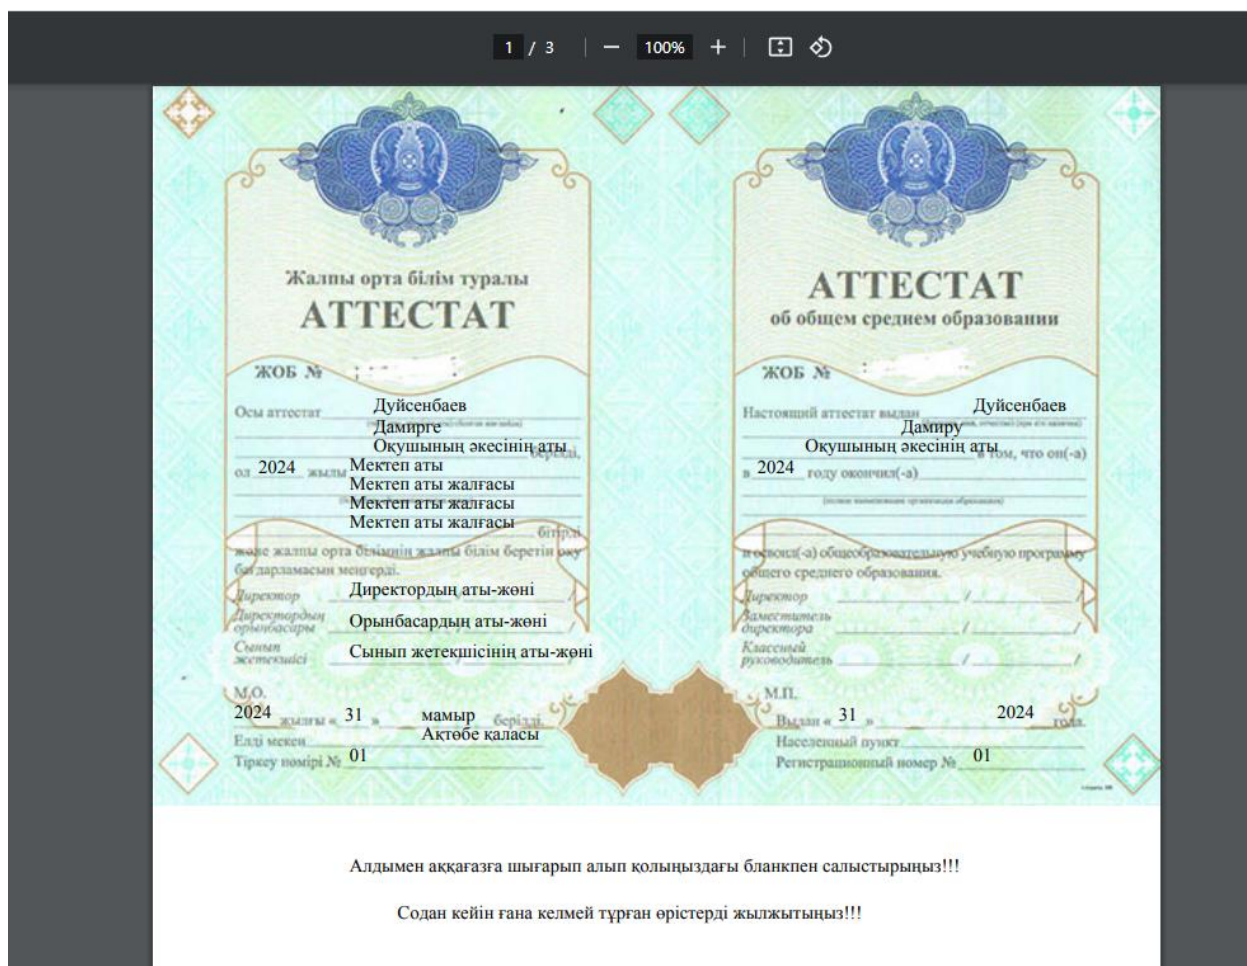 1 / 3 — 100% +
Жалпы орта білім туралы
АТТЕСТАТ
ЖОБ №
Осы аттестат Дуйсенбаев
Дамирге
Оқушының әкесінің аты берілді,
ол 2024 жылы Мектеп аты
Мектеп аты жалғасы
Мектеп аты жалғасы
Мектеп аты жалғасы
бітірді
және жалпы орта білімнің жалпы білім беретін оқу
бағдарламасын меңгерді.
Директор Директордың аты-жөні /
Директордың
орынбасары Орынбасардың аты-жөні /
Сынып
жетекшісі Сынып жетекшісінің аты-жөні
М.О.
2024 жылғы « 31 » мамыр берілді.
Елді мекен Ақтөбе қаласы
Тіркеу нөмірі № 01
АТТЕСТАТ
об общем среднем образовании
ЖОБ №
Настоящий аттестат выдан Дуйсенбаев
Дамиру
Оқушының әкесінің аты в том, что он(-а)
в 2024 году окончил(-а)
(полное наименование организации образования)
и освоил(-а) общеобразовательную учебную программу
общего среднего образования.
Директор / /
Заместитель
директора / /
Классный
руководитель / /
М.П.
Выдан « 31 » 2024 года.
Населенный пункт
Регистрационный номер № 01
Алдымен аққағазға шығарып алып қолыңыздағы бланкпен салыстырыңыз!!!
Содан кейін ғана келмей тұрған өрістерді жылжытыңыз!!!